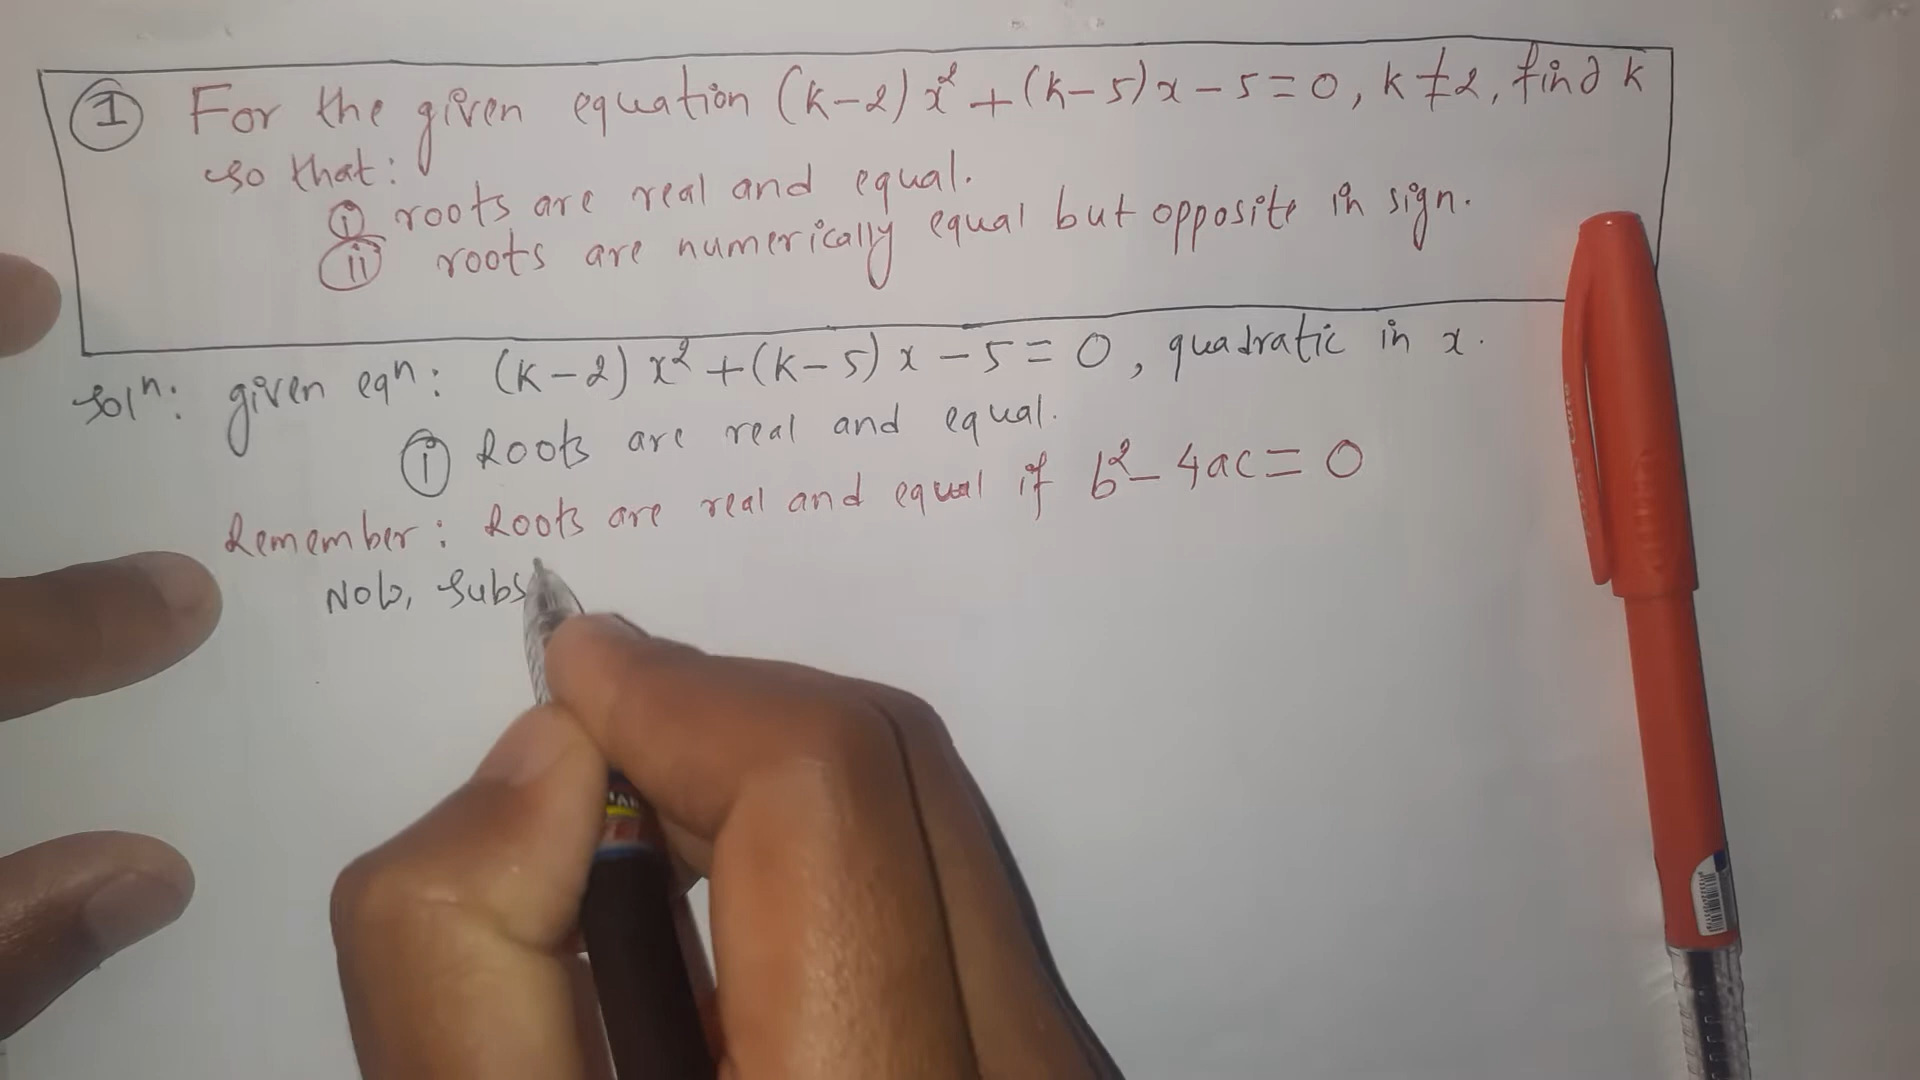 ① For the given equation (k-2)x²+(k-5)x-5=0, k≠2, find k
so that:
ⓘ roots are real and equal.
ⓘⓘ roots are numerically equal but opposite in sign.
Solⁿ: given eqⁿ: (k-2)x²+(k-5)x-5=0, quadratic in x.
ⓘ Roots are real and equal.
Remember: Roots are real and equal if b²-4ac=0
Now, Subs